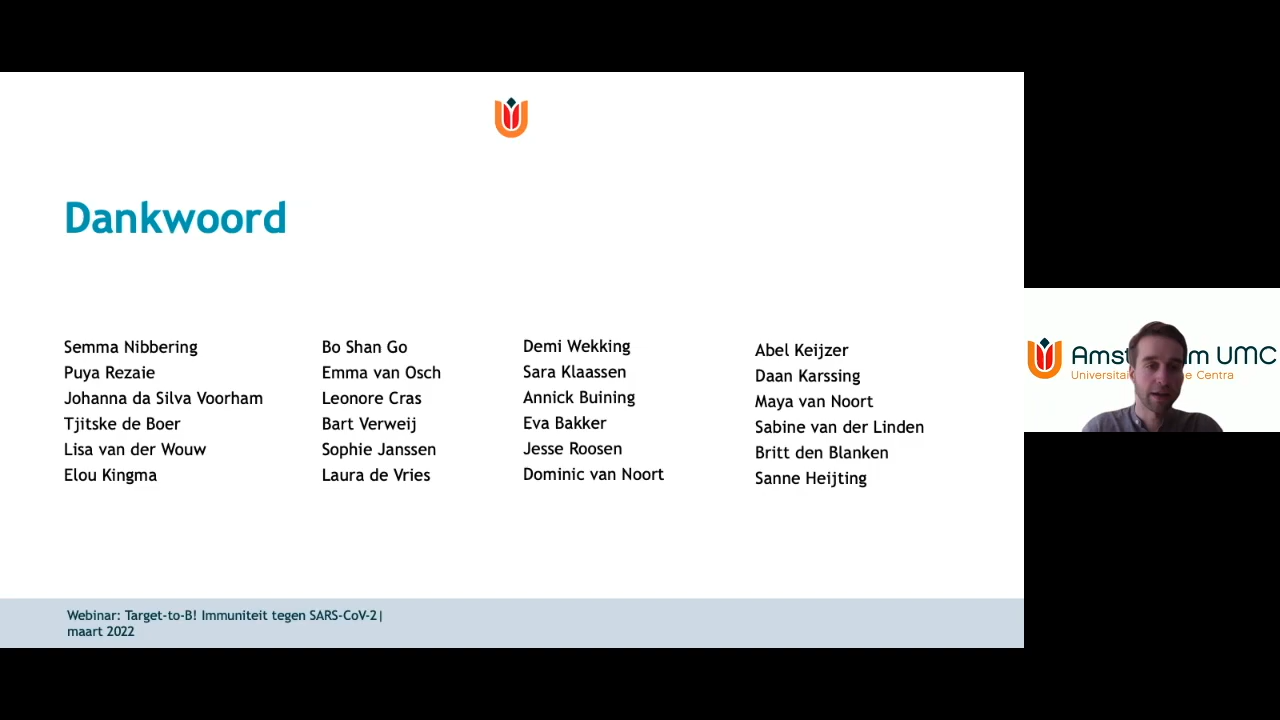 Dankwoord
Semma Nibbering
Puya Rezaie
Johanna da Silva Voorham
Tjitske de Boer
Lisa van der Wouw
Elou Kingma
Bo Shan Go
Emma van Osch
Leonore Cras
Bart Verweij
Sophie Janssen
Laura de Vries
Demi Wekking
Sara Klaassen
Annick Buining
Eva Bakker
Jesse Roosen
Dominic van Noort
Abel Keijzer
Daan Karssing
Maya van Noort
Sabine van der Linden
Britt den Blanken
Sanne Heijting
Webinar: Target-to-B! Immuniteit tegen SARS-CoV-2|
maart 2022
UMC
Centra